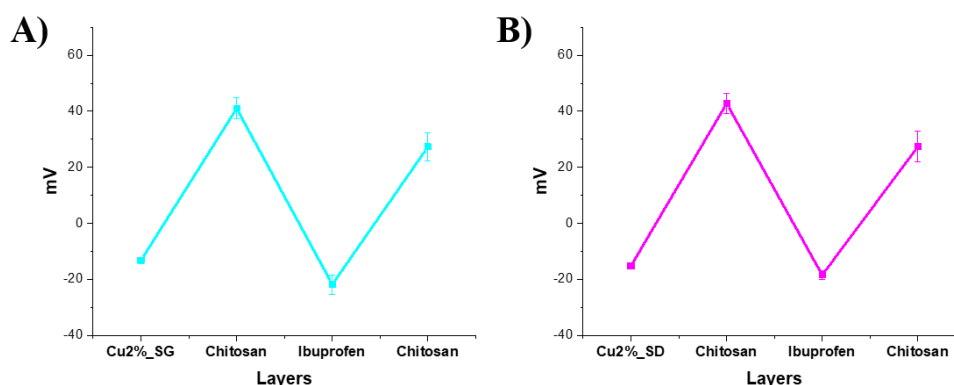 A)
60
40
20
0
-20
-40
mV
Cu2%_SG Chitosan Ibuprofen Chitosan
Layers
B)
60
40
20
0
-20
-40
mV
Cu2%_SD Chitosan Ibuprofen Chitosan
Layers